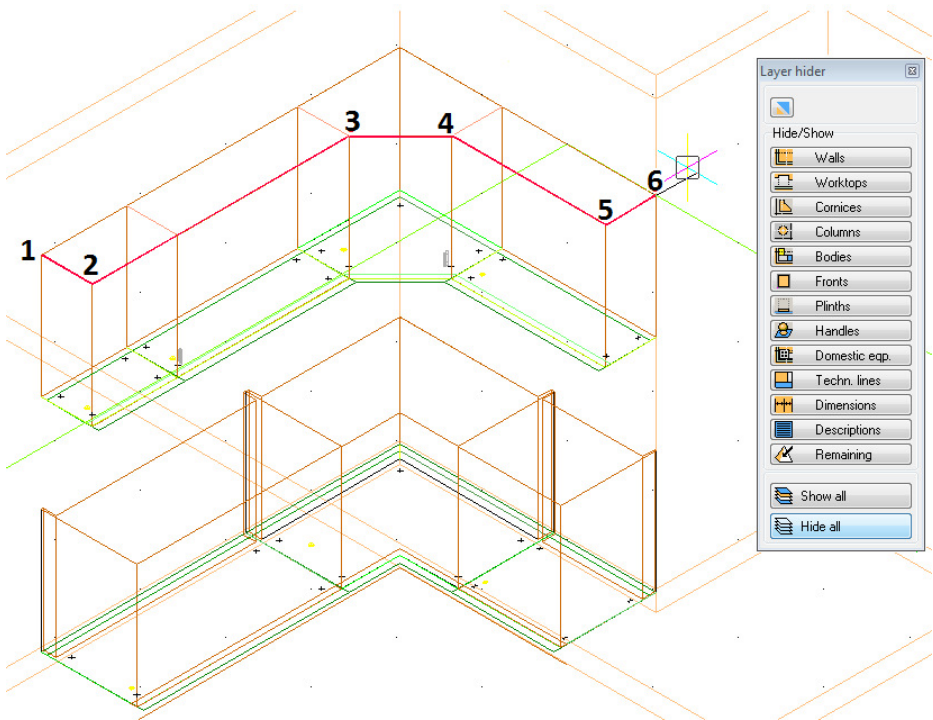 1
2
3
4
5
6
Layer hider
Hide/Show
Walls
Worktops
Cornices
Columns
Bodies
Fronts
Plinths
Handles
Domestic eqp.
Techn. lines
Dimensions
Descriptions
Remaining
Show all
Hide all